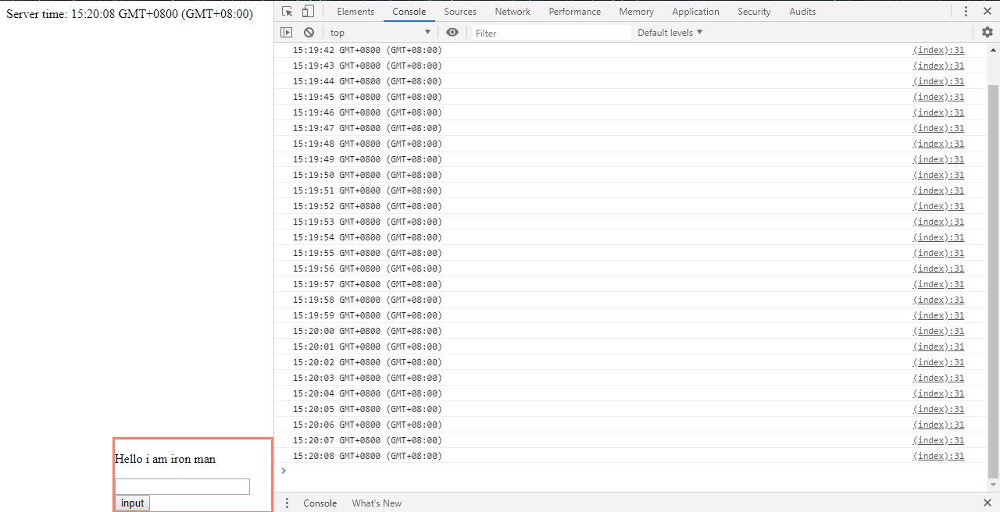 Server time: 15:20:08 GMT+0800 (GMT+08:00)
Hello i am iron man
input
Elements Console Sources Network Performance Memory Application Security Audits
top Filter Default levels
15:19:42 GMT+0800 (GMT+08:00) (index):31
15:19:43 GMT+0800 (GMT+08:00) (index):31
15:19:44 GMT+0800 (GMT+08:00) (index):31
15:19:45 GMT+0800 (GMT+08:00) (index):31
15:19:46 GMT+0800 (GMT+08:00) (index):31
15:19:47 GMT+0800 (GMT+08:00) (index):31
15:19:48 GMT+0800 (GMT+08:00) (index):31
15:19:49 GMT+0800 (GMT+08:00) (index):31
15:19:50 GMT+0800 (GMT+08:00) (index):31
15:19:51 GMT+0800 (GMT+08:00) (index):31
15:19:52 GMT+0800 (GMT+08:00) (index):31
15:19:53 GMT+0800 (GMT+08:00) (index):31
15:19:54 GMT+0800 (GMT+08:00) (index):31
15:19:55 GMT+0800 (GMT+08:00) (index):31
15:19:56 GMT+0800 (GMT+08:00) (index):31
15:19:57 GMT+0800 (GMT+08:00) (index):31
15:19:58 GMT+0800 (GMT+08:00) (index):31
15:19:59 GMT+0800 (GMT+08:00) (index):31
15:20:00 GMT+0800 (GMT+08:00) (index):31
15:20:01 GMT+0800 (GMT+08:00) (index):31
15:20:02 GMT+0800 (GMT+08:00) (index):31
15:20:03 GMT+0800 (GMT+08:00) (index):31
15:20:04 GMT+0800 (GMT+08:00) (index):31
15:20:05 GMT+0800 (GMT+08:00) (index):31
15:20:06 GMT+0800 (GMT+08:00) (index):31
15:20:07 GMT+0800 (GMT+08:00) (index):31
15:20:08 GMT+0800 (GMT+08:00) (index):31
Console What's New